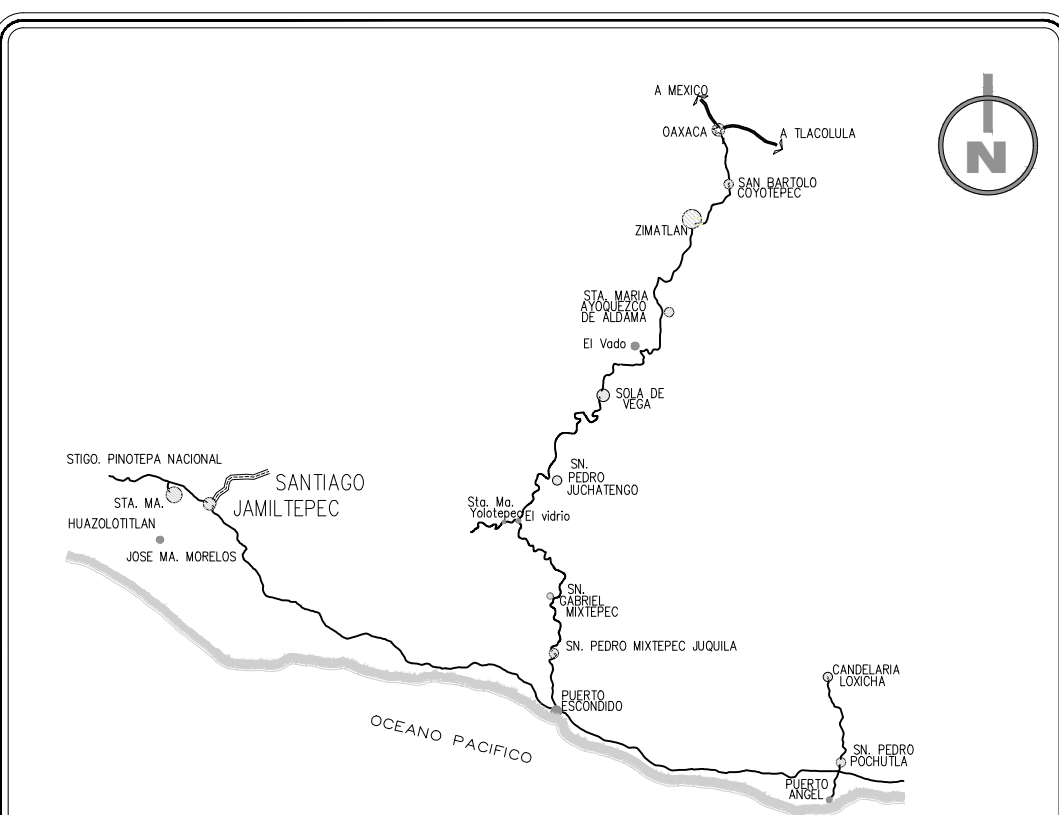 A MEXICO
OAXACA
A TLACOLULA
N
SAN BARTOLO
COYOTEPEC
ZIMATLAN
STA. MARIA
AYOQUEZCO
DE ALDAMA
El Vado
SOLA DE
VEGA
STIGO. PINOTEPA NACIONAL
SN.
PEDRO
JUCHATENGO
SANTIAGO
JAMILTEPEC
STA. MA.
HUAZOLOTITLAN
Sta. Ma.
Yolotepec
El vidrio
JOSE MA. MORELOS
SN.
GABRIEL
MIXTEPEC
SN. PEDRO MIXTEPEC JUQUILA
CANDELARIA
LOXICHA
PUERTO
ESCONDIDO
OCEANO PACIFICO
SN. PEDRO
POCHUTLA
PUERTO
ANGEL